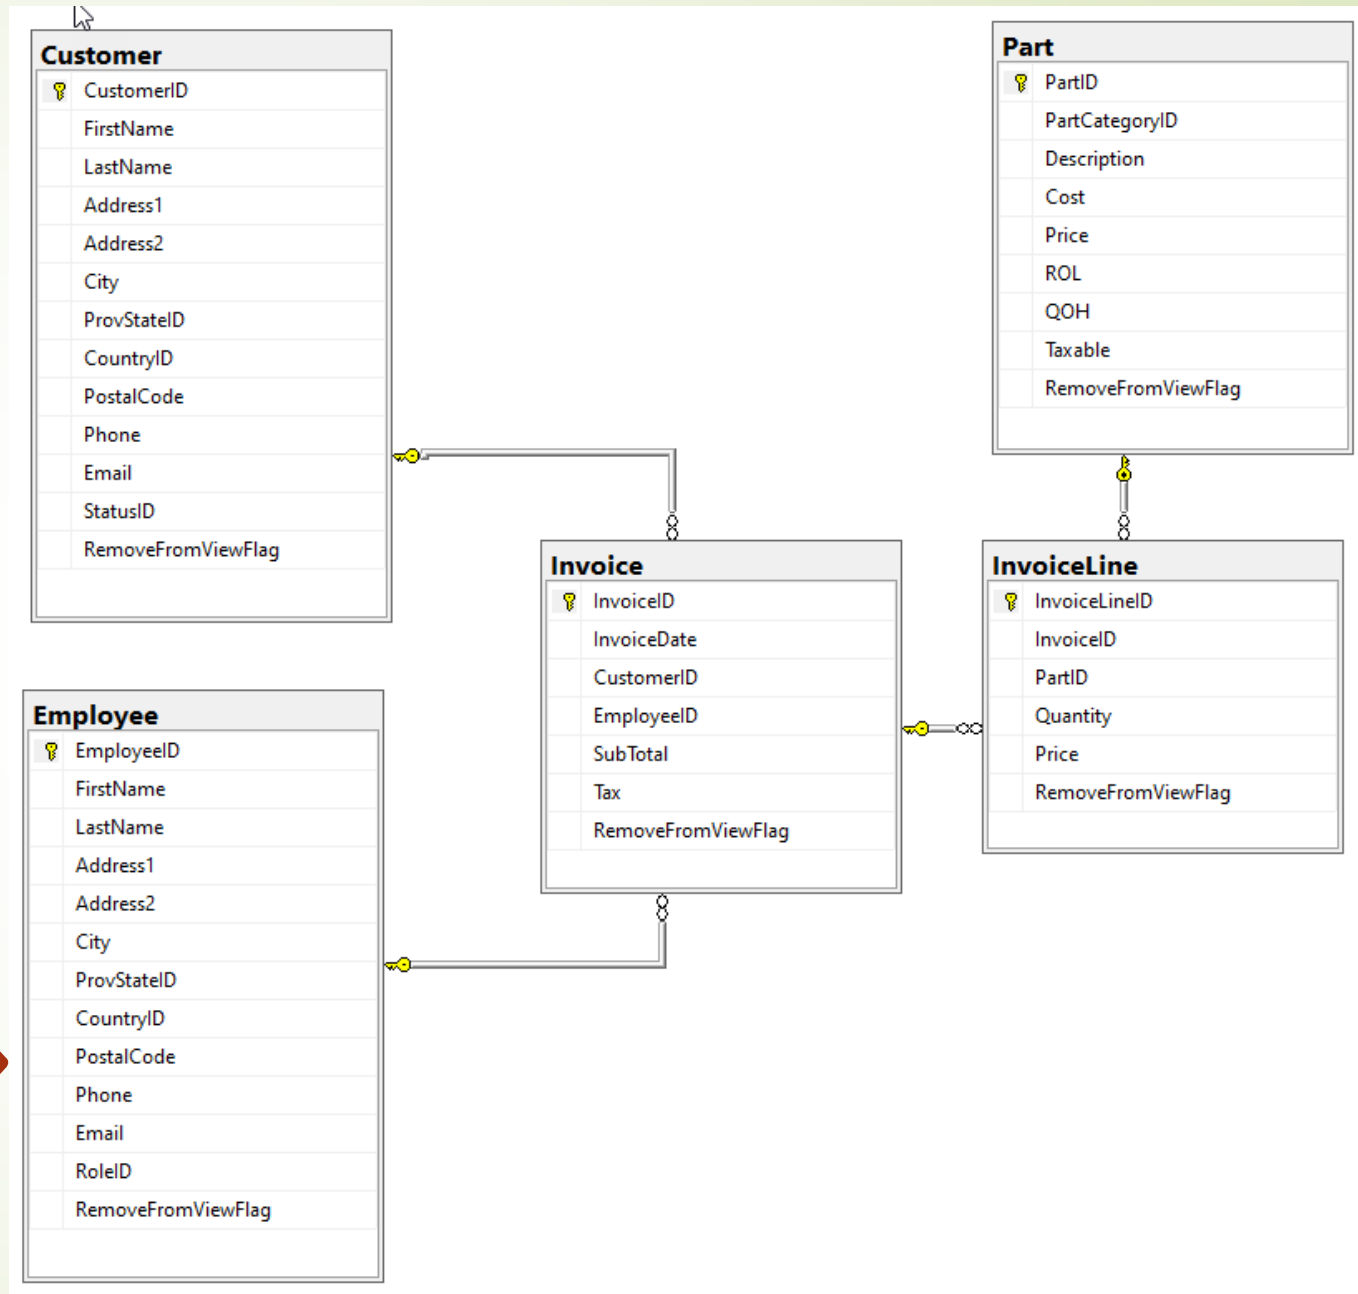 Customer
CustomerID
FirstName
LastName
Address1
Address2
City
ProvStateID
CountryID
PostalCode
Phone
Email
StatusID
RemoveFromViewFlag
Part
PartID
PartCategoryID
Description
Cost
Price
ROL
QOH
Taxable
RemoveFromViewFlag
Invoice
InvoiceID
InvoiceDate
CustomerID
EmployeeID
SubTotal
Tax
RemoveFromViewFlag
InvoiceLine
InvoiceLineID
InvoiceID
PartID
Quantity
Price
RemoveFromViewFlag
Employee
EmployeeID
FirstName
LastName
Address1
Address2
City
ProvStateID
CountryID
PostalCode
Phone
Email
RoleID
RemoveFromViewFlag